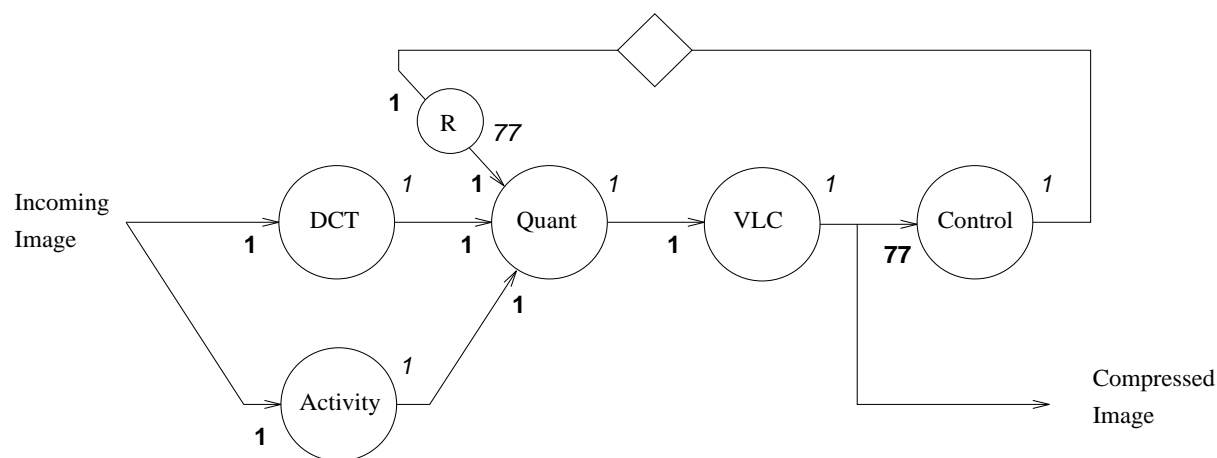 1
R
77
Incoming
Image
1
DCT
1
1
1
Quant
1
1
VLC
1
77
Control
1
1
Activity
1
1
Compressed
Image